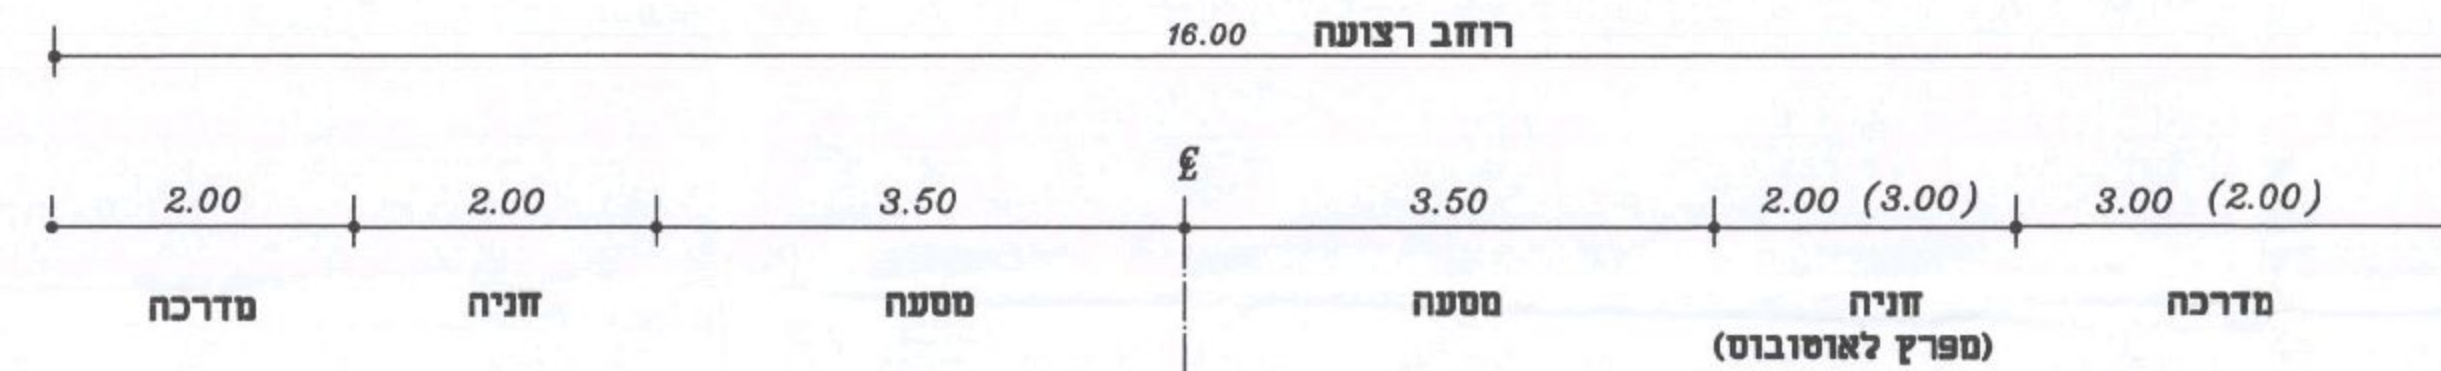 רוחב רצועה 16.00
℄
2.00 2.00 3.50 3.50 2.00 (3.00) 3.00 (2.00)
מדרכה חניה מסעה מסעה חניה מדרכה
(מפרץ לאוטובוס)